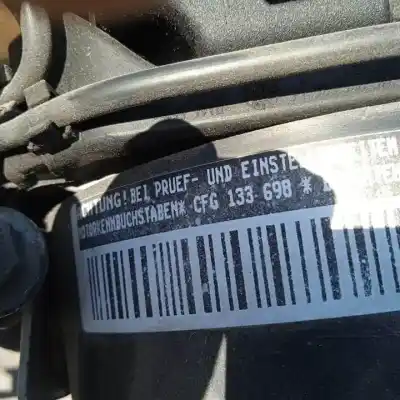 ACHTUNG! BEI PRUEF- UND EINSTE
MOTORKENNBUCHSTABEN* CFG 133 698 *